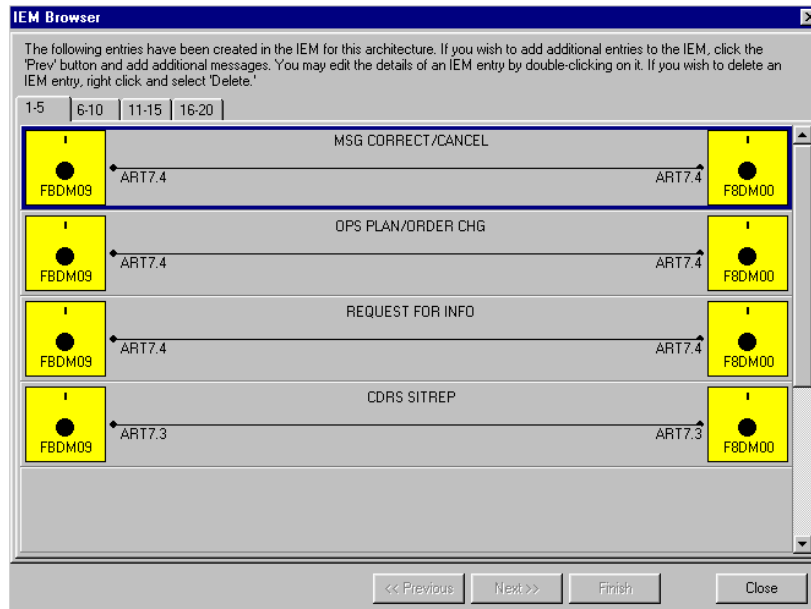 IEM Browser
The following entries have been created in the IEM for this architecture. If you wish to add additional entries to the IEM, click the
'Prev' button and add additional messages. You may edit the details of an IEM entry by double-clicking on it. If you wish to delete an
IEM entry, right click and select 'Delete.'
1-5 6-10 11-15 16-20
MSG CORRECT/CANCEL
ART7.4 ART7.4
FBDM09 F8DM00
OPS PLAN/ORDER CHG
ART7.4 ART7.4
FBDM09 F8DM00
REQUEST FOR INFO
ART7.4 ART7.4
FBDM09 F8DM00
CDRS SITREP
ART7.3 ART7.3
FBDM09 F8DM00
<< Previous Next >> Finish Close